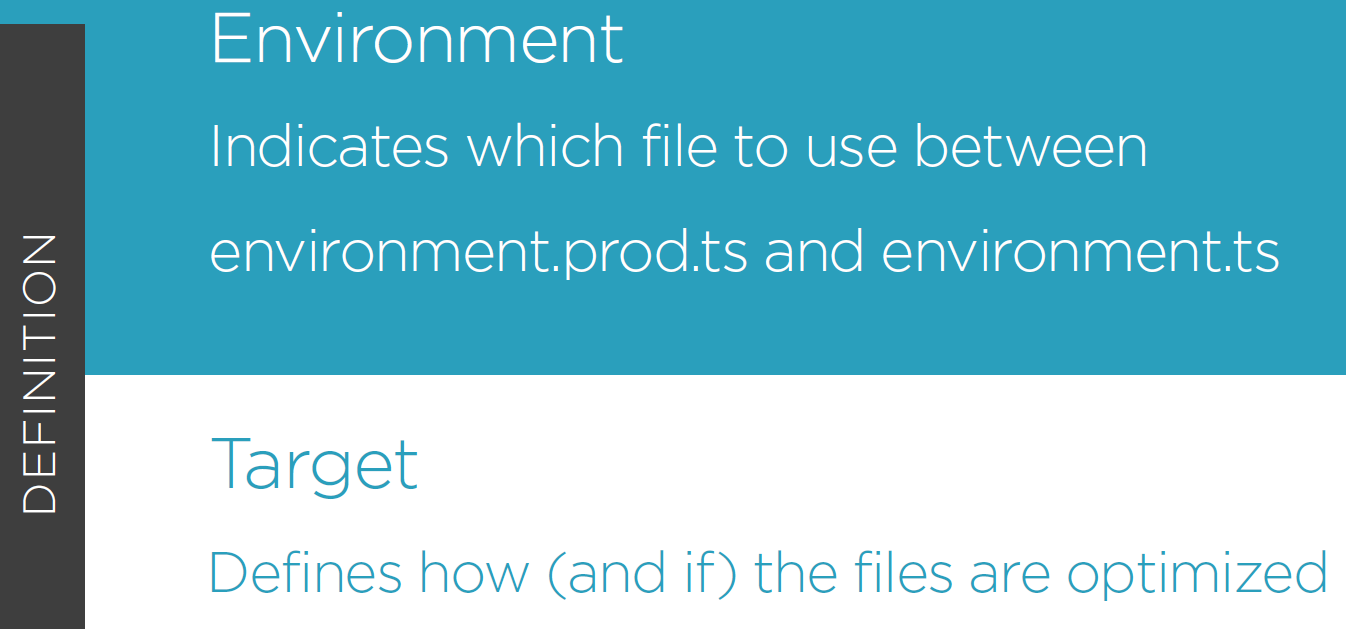 DEFINITION
Environment
Indicates which file to use between
environment.prod.ts and environment.ts
Target
Defines how (and if) the files are optimized